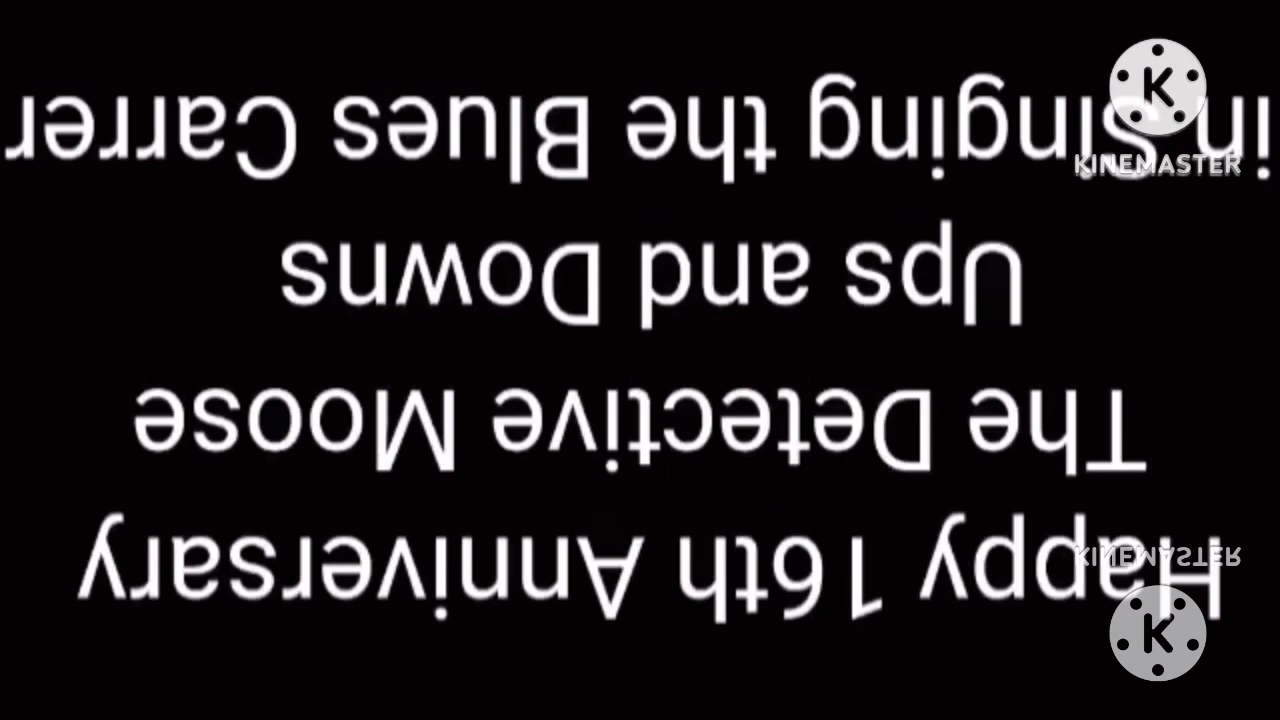 Happy 16th Anniversary
The Detective Moose
Ups and Downs
in Singing the Blues Carrer
KINEMASTER
KINEMASTER